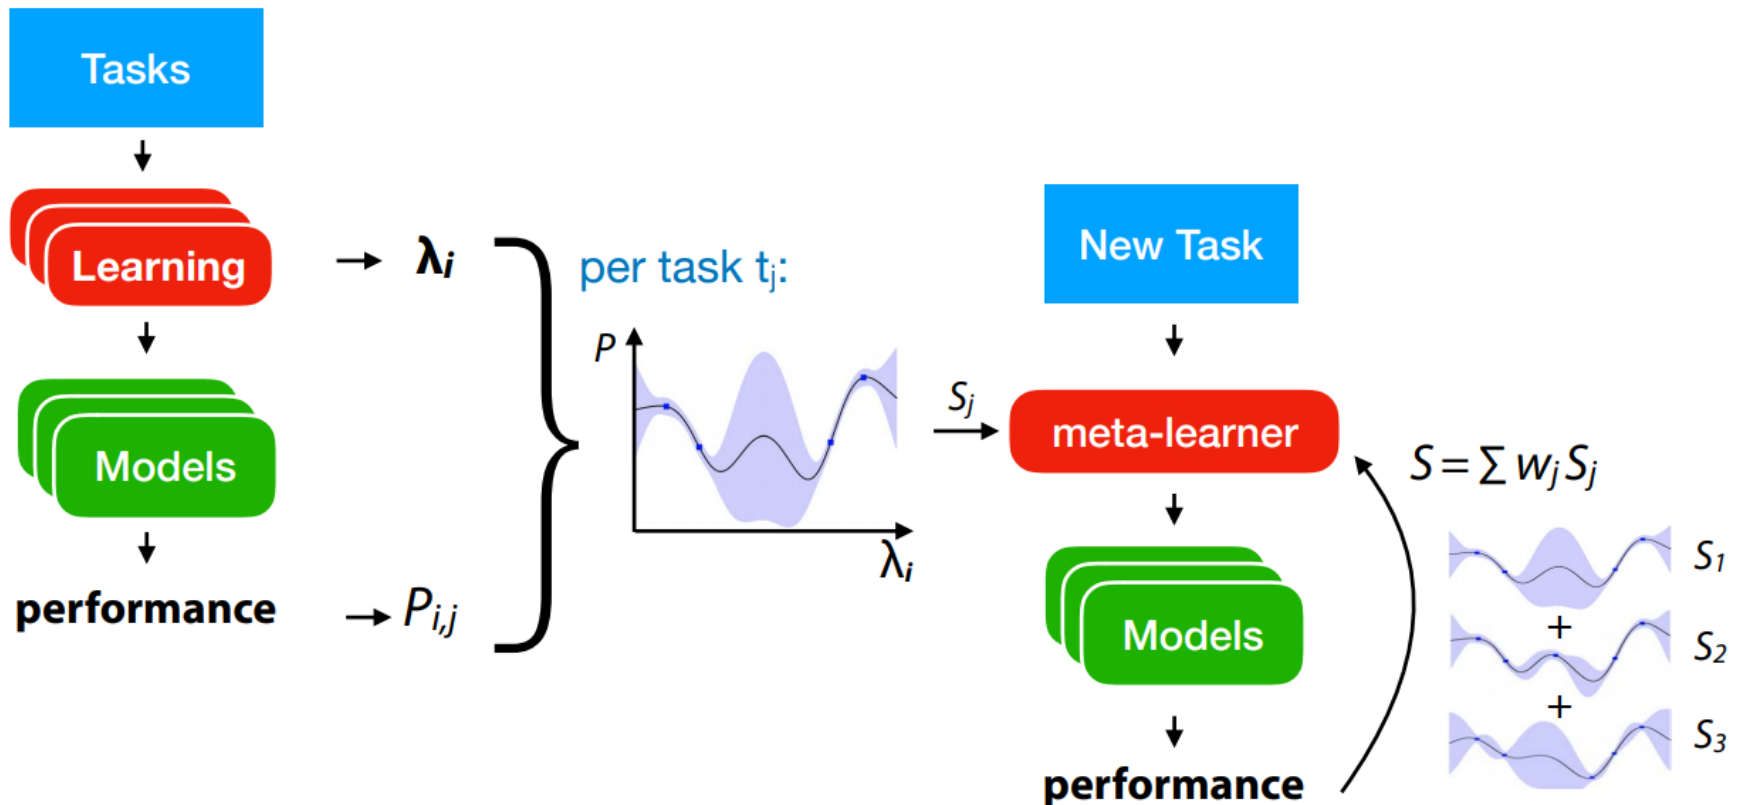 Tasks
Learning
λi
Models
performance
Pi,j
per task tj:
P
λi
Sj
New Task
meta-learner
Models
performance
S = Σ wj Sj
S1
+
S2
+
S3